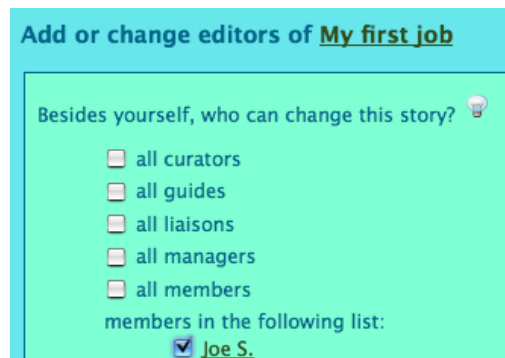 Add or change editors of My first job
Besides yourself, who can change this story?
all curators
all guides
all liaisons
all managers
all members
members in the following list:
Joe S.